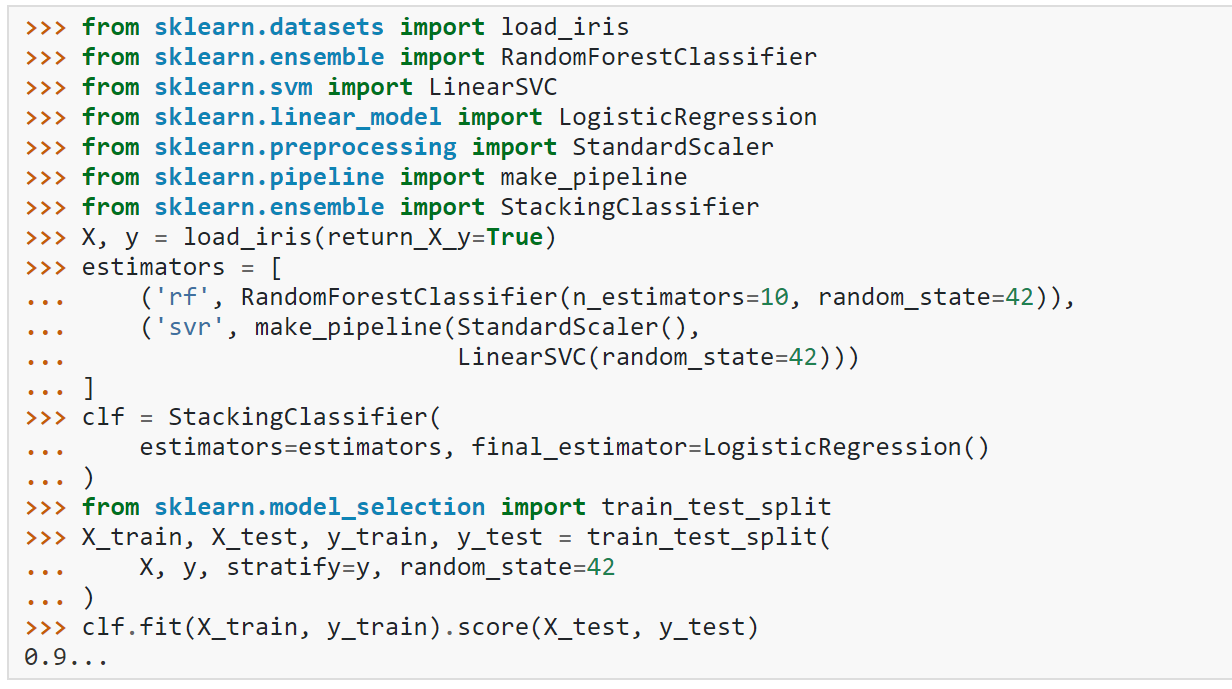 >>> from sklearn.datasets import load_iris
>>> from sklearn.ensemble import RandomForestClassifier
>>> from sklearn.svm import LinearSVC
>>> from sklearn.linear_model import LogisticRegression
>>> from sklearn.preprocessing import StandardScaler
>>> from sklearn.pipeline import make_pipeline
>>> from sklearn.ensemble import StackingClassifier
>>> X, y = load_iris(return_X_y=True)
>>> estimators = [
...     ('rf', RandomForestClassifier(n_estimators=10, random_state=42)),
...     ('svr', make_pipeline(StandardScaler(),
...                           LinearSVC(random_state=42)))
... ]
>>> clf = StackingClassifier(
...     estimators=estimators, final_estimator=LogisticRegression()
... )
>>> from sklearn.model_selection import train_test_split
>>> X_train, X_test, y_train, y_test = train_test_split(
...     X, y, stratify=y, random_state=42
... )
>>> clf.fit(X_train, y_train).score(X_test, y_test)
0.9...